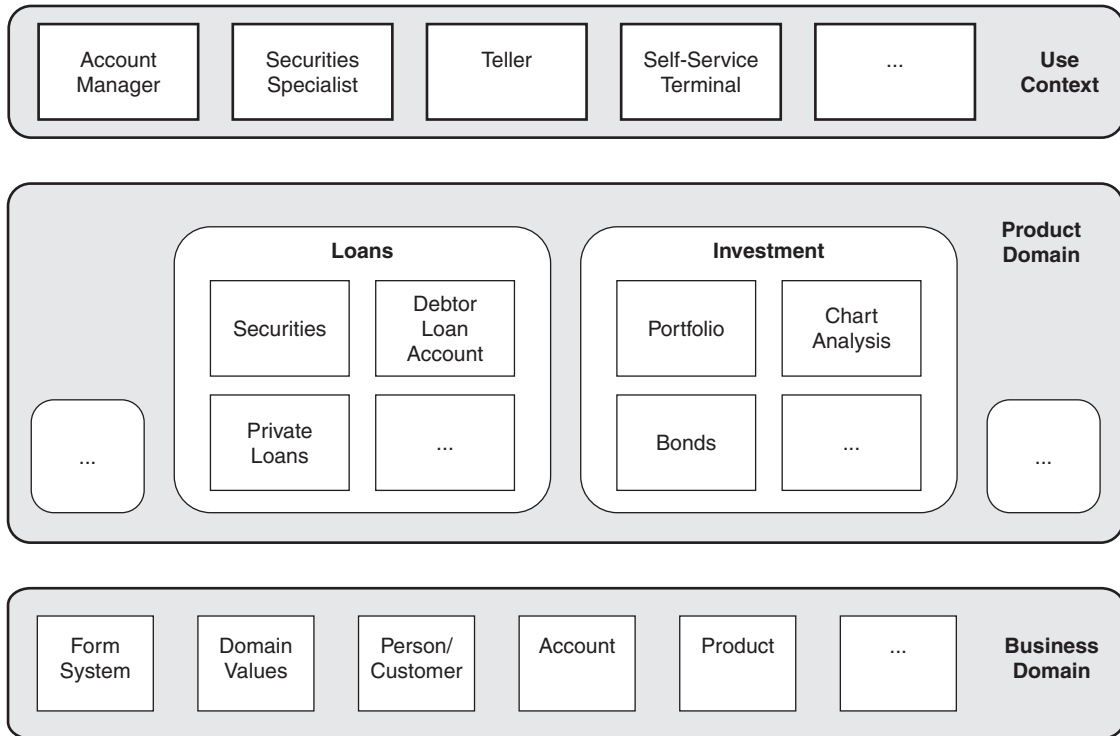 Account
Manager
Securities
Specialist
Teller
Self-Service
Terminal
...
Use
Context
Product
Domain
Loans
Securities
Debtor
Loan
Account
Private
Loans
...
Investment
Portfolio
Chart
Analysis
Bonds
...
...
...
Form
System
Domain
Values
Person/
Customer
Account
Product
...
Business
Domain